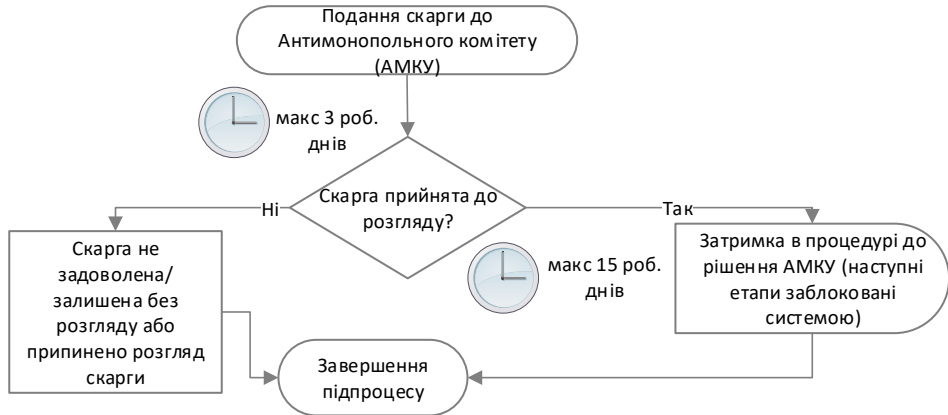 Подання скарги до
Антимонопольного комітету
(АМКУ)
макс 3 роб.
днів
Скарга прийнята до
розгляду?
Ні
Так
Скарга не
задоволена/
залишена без
розгляду або
припинено розгляд
скарги
макс 15 роб.
днів
Затримка в процедурі до
рішення АМКУ (наступні
етапи заблоковані
системою)
Завершення
підпроцесу